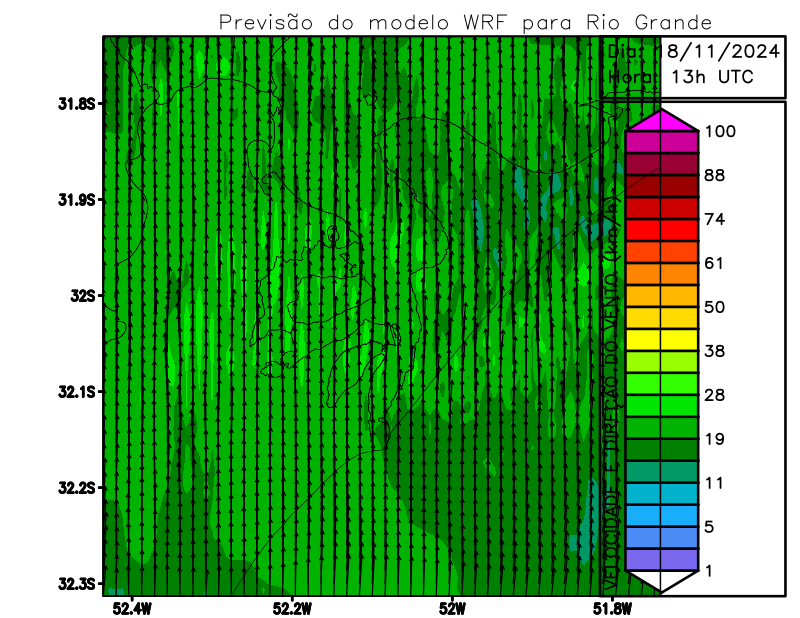 Previsão do modelo WRF para Rio Grande
Dia: 18/11/2024
Hora: 13h UTC
VELOCIDADE E DIREÇÃO DO VENTO (km/h)
100
88
74
61
50
38
28
19
11
5
1
31.8S
31.9S
32S
32.1S
32.2S
32.3S
52.4W
52.2W
52W
51.8W